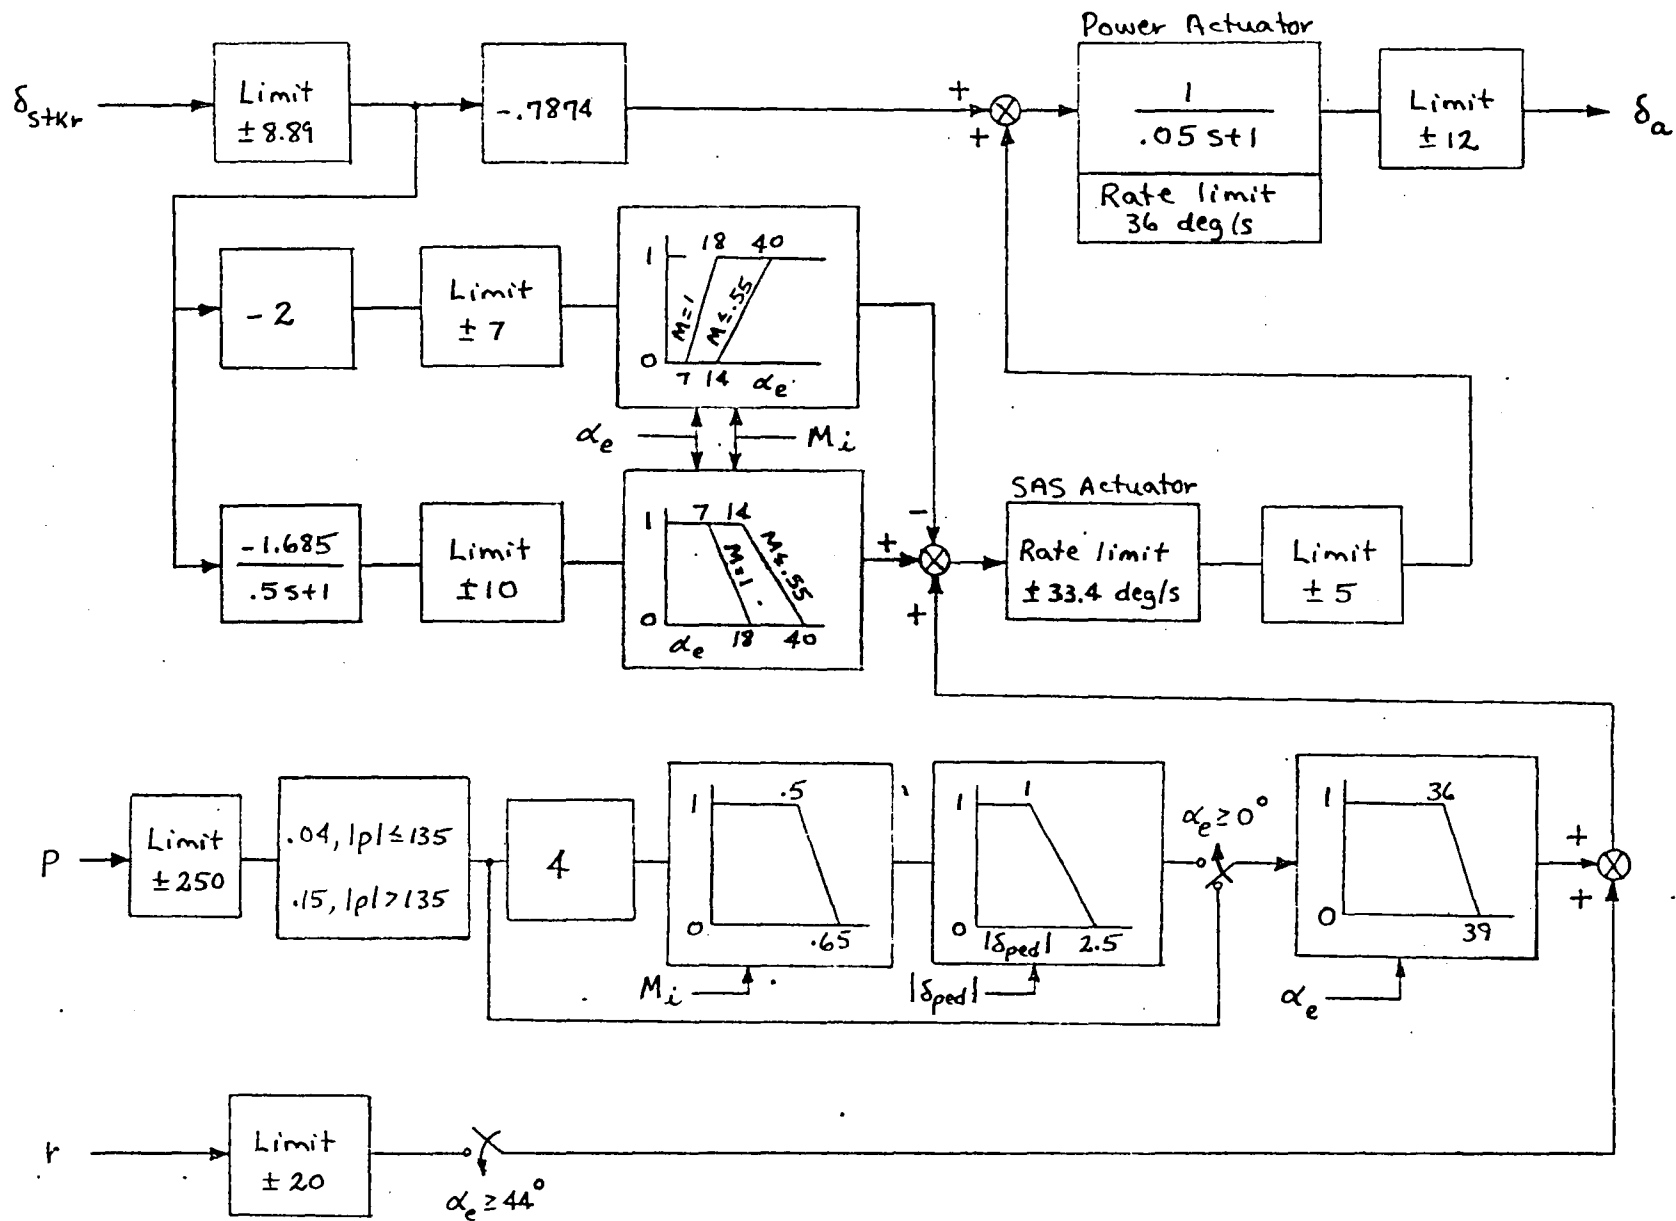 Power Actuator
δstkr
Limit
± 8.89
-.7874
+
+
1
.05 s+1
Rate limit
36 deg/s
Limit
± 12
δa
-2
Limit
± 7
1
0
18 40
M=1
M≤.55
7 14 αe
αe
Mi
-1.685
.5s+1
Limit
±10
1
0
7 14
M=1
M≤.55
αe 18 40
-
+
+
SAS Actuator
Rate limit
± 33.4 deg/s
Limit
± 5
p
Limit
±250
.04, |p|≤135
.15, |p|>135
4
1
0
.5
.65
Mi
1
0
1
|δped| 2.5
|δped|
αe≥0°
1
0
36
39
αe
+
+
r
Limit
± 20
αe≥44°